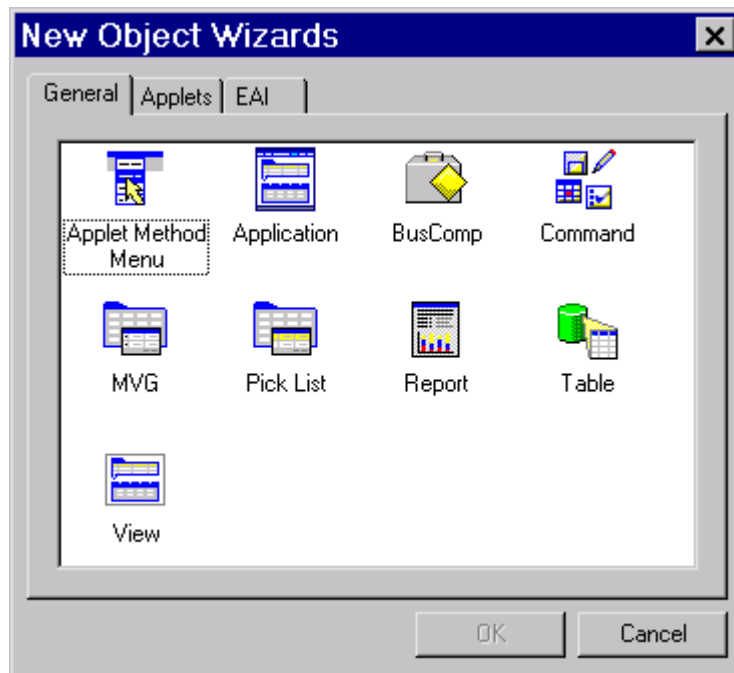 New Object Wizards
General Applets EAI
Applet Method Menu Application BusComp Command
MVG Pick List Report Table
View
OK Cancel